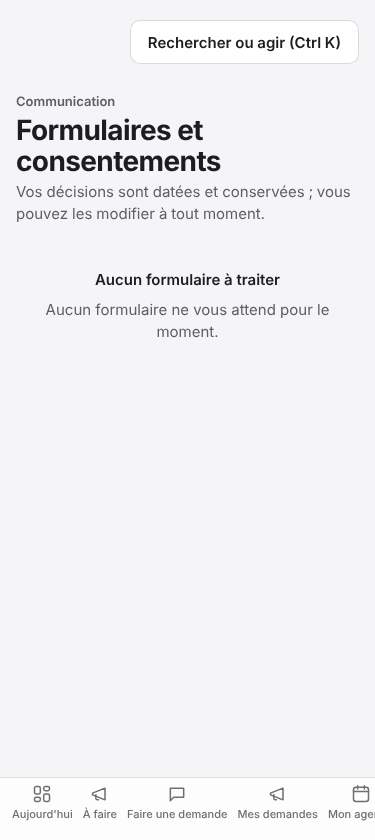 Rechercher ou agir (Ctrl K)
Communication
Formulaires et
consentements
Vos décisions sont datées et conservées ; vous
pouvez les modifier à tout moment.
Aucun formulaire à traiter
Aucun formulaire ne vous attend pour le
moment.
Aujourd'hui
À faire
Faire une demande
Mes demandes
Mon agen